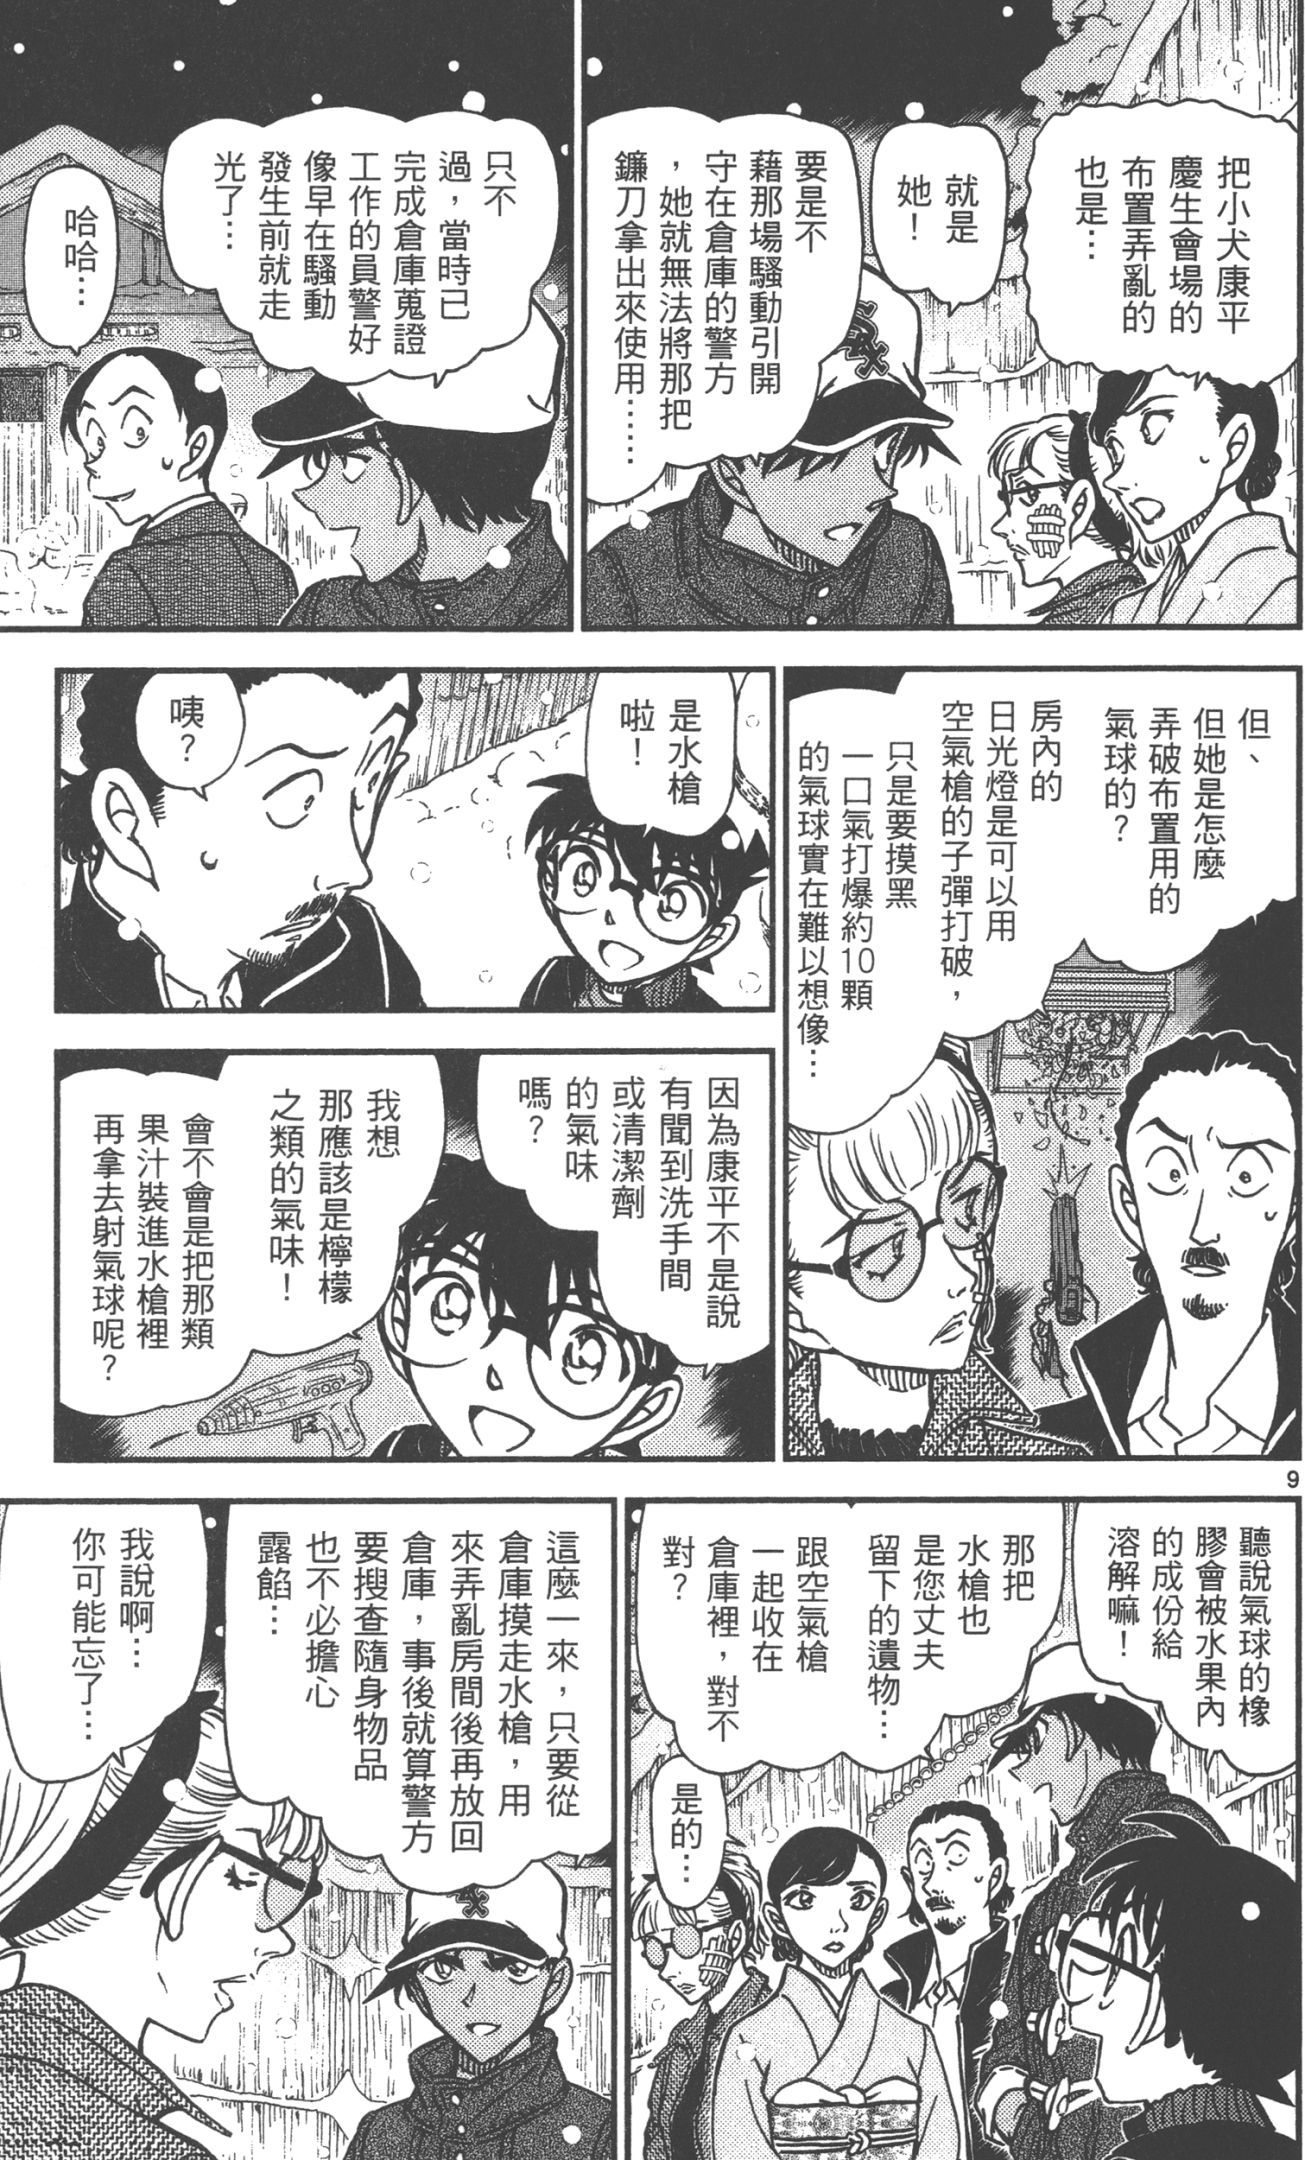 把小犬康平
慶生會場的
布置弄亂的
也是…
就是
她！
要是不
藉那場騷動引開
守在倉庫的警方
，她就無法將那把
鐮刀拿出來使用……
只不
過，當時已
完成倉庫蒐證
工作的員警好
像早在騷動
發生前就走
光了…
哈
哈…
但、
但她是怎麼
弄破布置用的
氣球的？
房內的
日光燈是可以用
空氣槍的子彈打破，
只是要摸黑
一口氣打爆約10顆
的氣球實在難以想像…
是水槍
啦！
咦？
因為康平不是說
有聞到洗手間
或清潔劑
的氣味
嗎？
我想
那應該是檸檬
之類的氣味！
會不會是把那類
果汁裝進水槍裡
再拿去射氣球呢？
9
聽說氣球的橡
膠會被水果內
的成份給
溶解嘛！
那把
水槍也
是您丈夫
留下的遺物…
跟空氣槍
一起收在
倉庫裡，對不
對？
是的…
這麼一來，只要從
倉庫摸走水槍，用
來弄亂房間後再放回
倉庫，事後就算警方
要搜查隨身物品
也不必擔心
露餡…
我說啊…
你可能忘了…